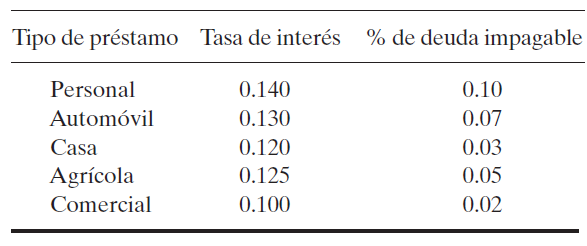 Tipo de préstamo Tasa de interés % de deuda impagable
Personal 0.140 0.10
Automóvil 0.130 0.07
Casa 0.120 0.03
Agrícola 0.125 0.05
Comercial 0.100 0.02